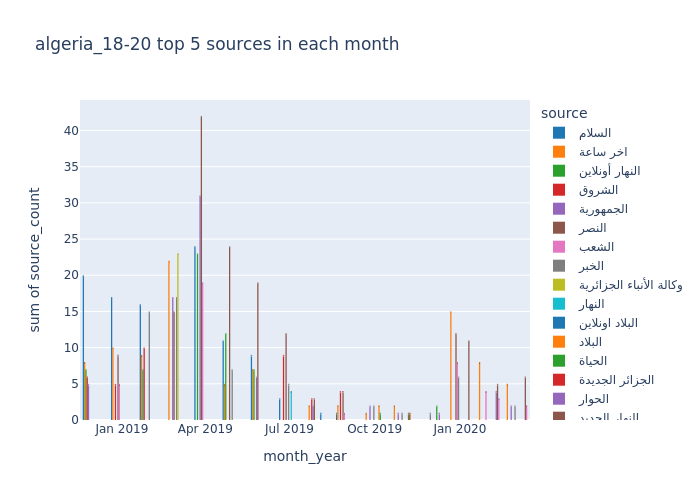 algeria_18-20 top 5 sources in each month
source
السلام
اخر ساعة
النهار أونلاين
الشروق
الجمهورية
النصر
الشعب
الخبر
وكالة الأنباء الجزائرية
النهار
البلاد اونلاين
البلاد
الحياة
الجزائر الجديدة
الحوار
النهار الجديد
sum of source_count
40
35
30
25
20
15
10
5
0
Jan 2019
Apr 2019
Jul 2019
Oct 2019
Jan 2020
month_year